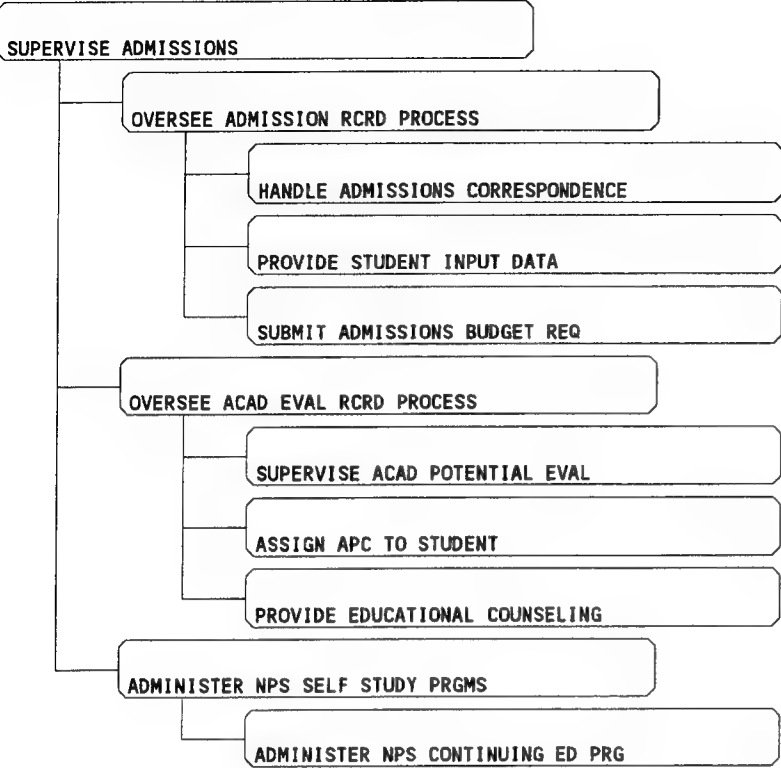 SUPERVISE ADMISSIONS
OVERSEE ADMISSION RCRD PROCESS
HANDLE ADMISSIONS CORRESPONDENCE
PROVIDE STUDENT INPUT DATA
SUBMIT ADMISSIONS BUDGET REQ
OVERSEE ACAD EVAL RCRD PROCESS
SUPERVISE ACAD POTENTIAL EVAL
ASSIGN APC TO STUDENT
PROVIDE EDUCATIONAL COUNSELING
ADMINISTER NPS SELF STUDY PRGMS
ADMINISTER NPS CONTINUING ED PRG